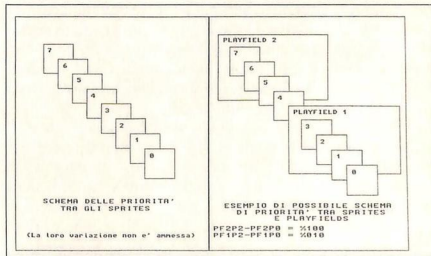 7
6
5
4
3
2
1
0
SCHEMA DELLE PRIORITA'
TRA GLI SPRITES
(La loro variazione non e' ammessa)
PLAYFIELD 2
7
6
5
4
PLAYFIELD 1
3
2
1
0
ESEMPIO DI POSSIBILE SCHEMA
DI PRIORITA' TRA SPRITES
E PLAYFIELDS
PF2P2-PF2P0 = %100
PF1P2-PF1P0 = %010